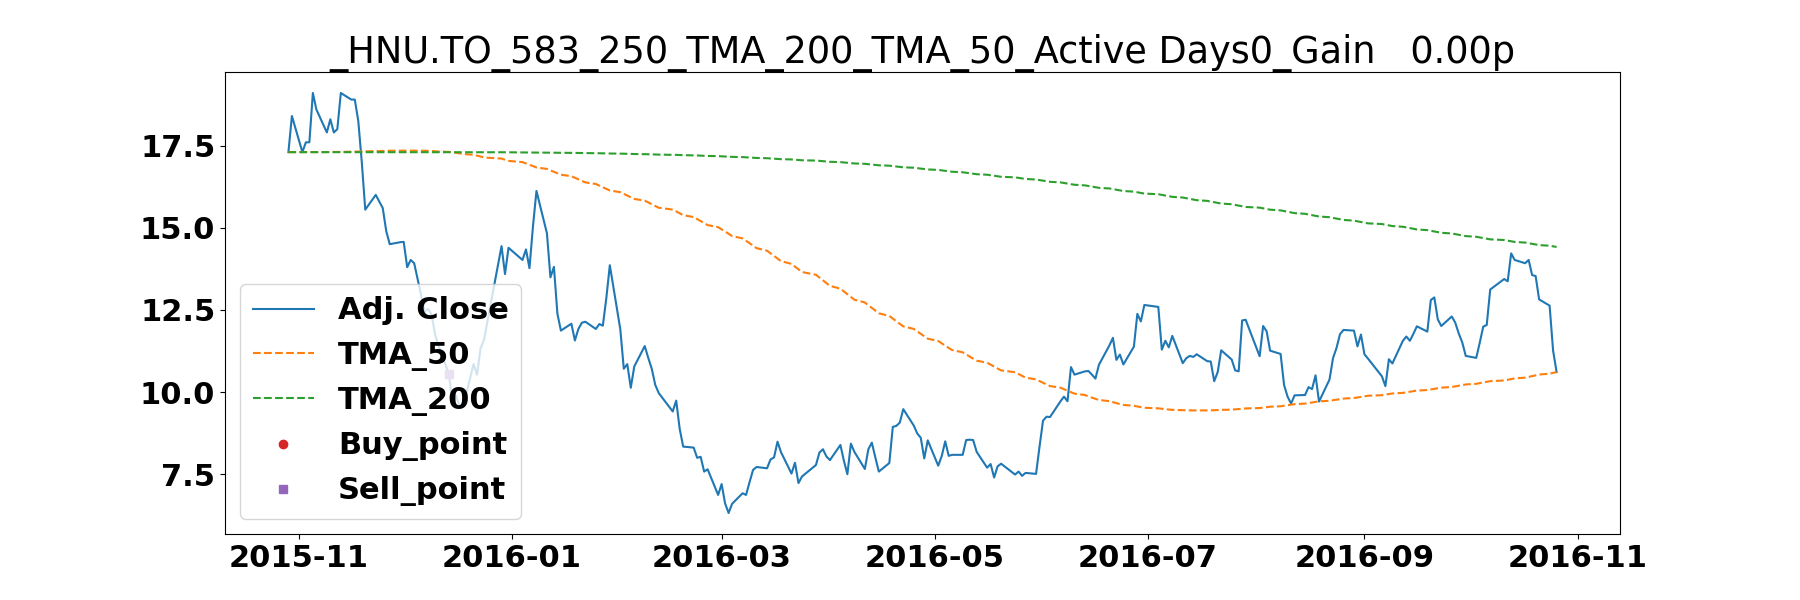 _HNU.TO_583_250_TMA_200_TMA_50_Active Days0_Gain   0.00p
17.5
15.0
12.5
10.0
7.5
Adj. Close
TMA_50
TMA_200
Buy_point
Sell_point
2015-11 2016-01 2016-03 2016-05 2016-07 2016-09 2016-11